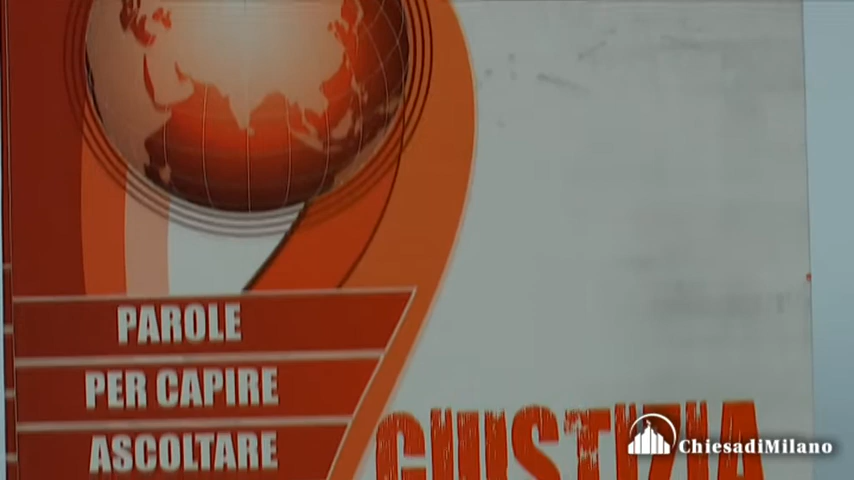 PAROLE
PER CAPIRE
ASCOLTARE
GIUSTIZIA
ChiesadiMilano